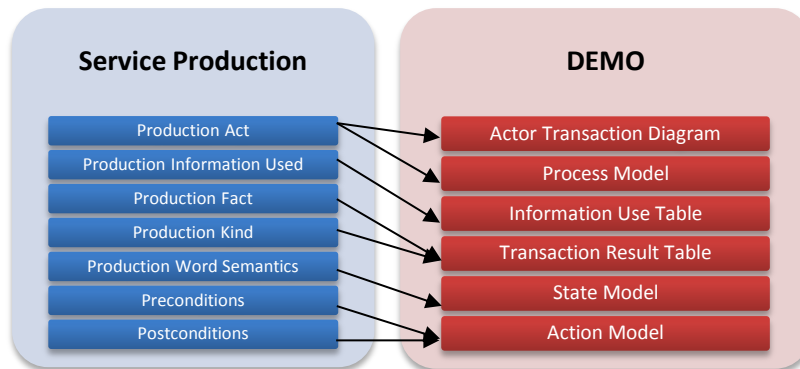 Service Production
Production Act
Production Information Used
Production Fact
Production Kind
Production Word Semantics
Preconditions
Postconditions
DEMO
Actor Transaction Diagram
Process Model
Information Use Table
Transaction Result Table
State Model
Action Model